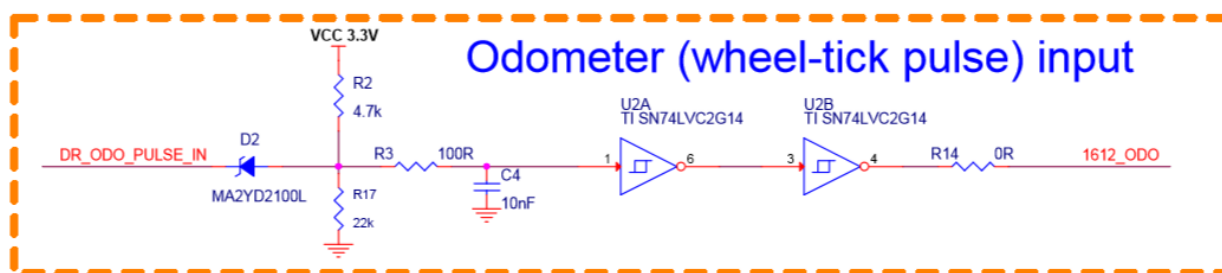 VCC 3.3V
Odometer (wheel-tick pulse) input
R2
4.7k
U2A
TI SN74LVC2G14
U2B
TI SN74LVC2G14
DR_ODO_PULSE_IN
D2
MA2YD2100L
R3
100R
1
6
3
4
R14
0R
1612_ODO
C4
10nF
R17
22k